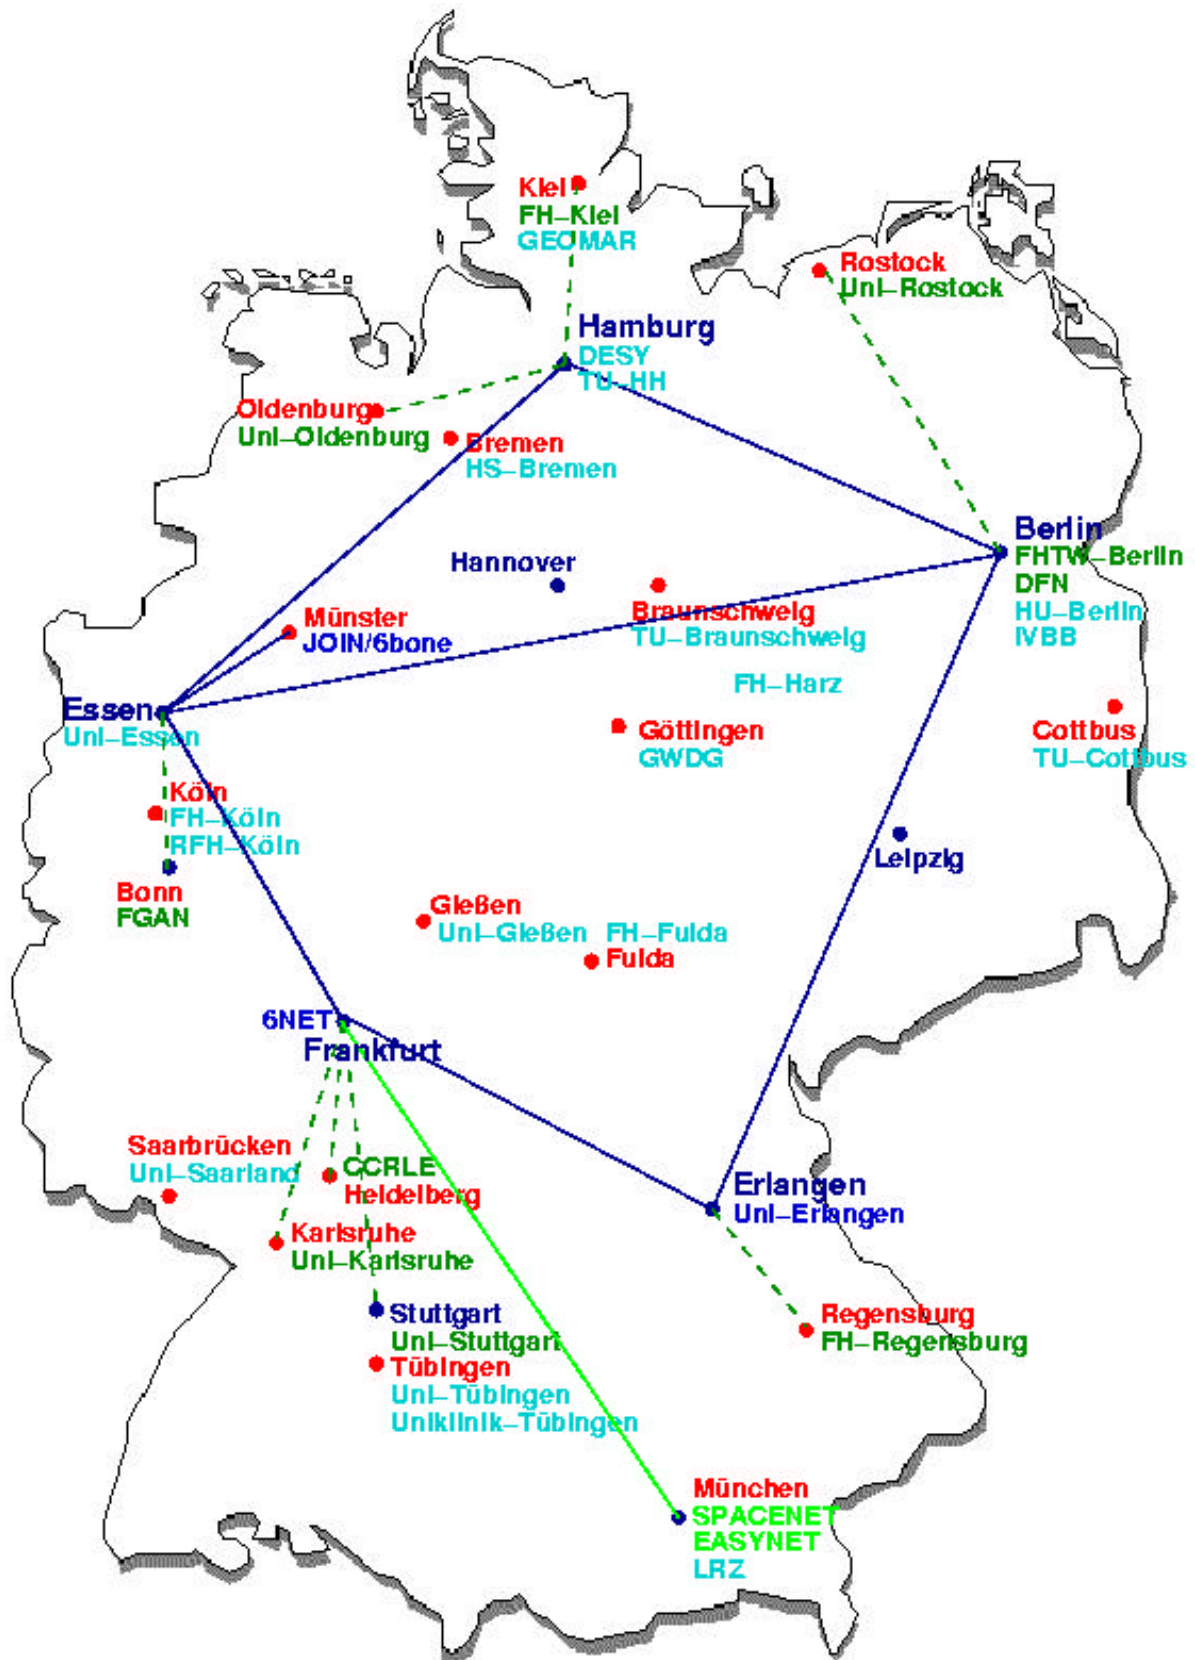 Kiel
FH-Kiel
GEOMAR
Rostock
Uni-Rostock
Hamburg
DESY
TU-HH
Oldenburg
Uni-Oldenburg
Bremen
HS-Bremen
Berlin
FHTW-Berlin
DFN
HU-Berlin
IVBB
Hannover
Braunschweig
TU-Braunschweig
Münster
JOIN/6bone
FH-Harz
Essen
Uni-Essen
Göttingen
GWDG
Cottbus
TU-Cottbus
Köln
FH-Köln
RFH-Köln
Leipzig
Bonn
FGAN
Gießen
Uni-Gießen
FH-Fulda
Fulda
6NET
Frankfurt
Saarbrücken
Uni-Saarland
CCRLE
Heidelberg
Erlangen
Uni-Erlangen
Karlsruhe
Uni-Karlsruhe
Stuttgart
Uni-Stuttgart
Regensburg
FH-Regensburg
Tübingen
Uni-Tübingen
Uniklinik-Tübingen
München
SPACENET
EASYNET
LRZ